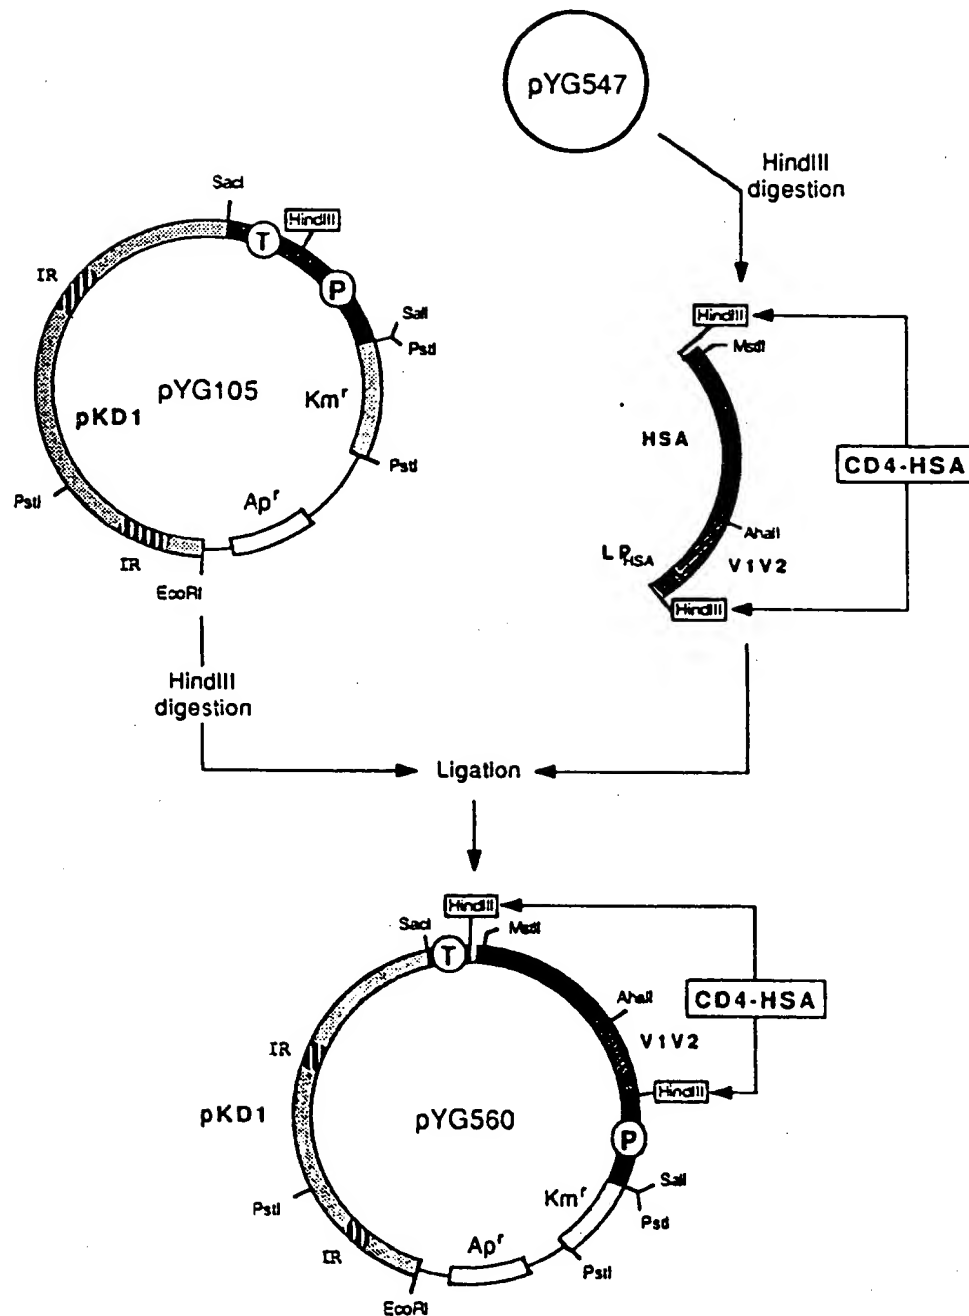 pYG547
HindIII
digestion
SacI
HindIII
T
IR
P
SalI
PstI
pYG105
pKD1
Km^r
PstI
PstI
Ap^r
IR
EcoRI
HindIII
MstII
HSA
CD4-HSA
AhaII
LP_HSA
V1V2
HindIII
HindIII
digestion
Ligation
HindIII
SacI
MstII
T
AhaII
CD4-HSA
V1V2
IR
HindIII
pKD1
pYG560
P
SalI
Km^r
PstI
PstI
IR
Ap^r
PstI
EcoRI